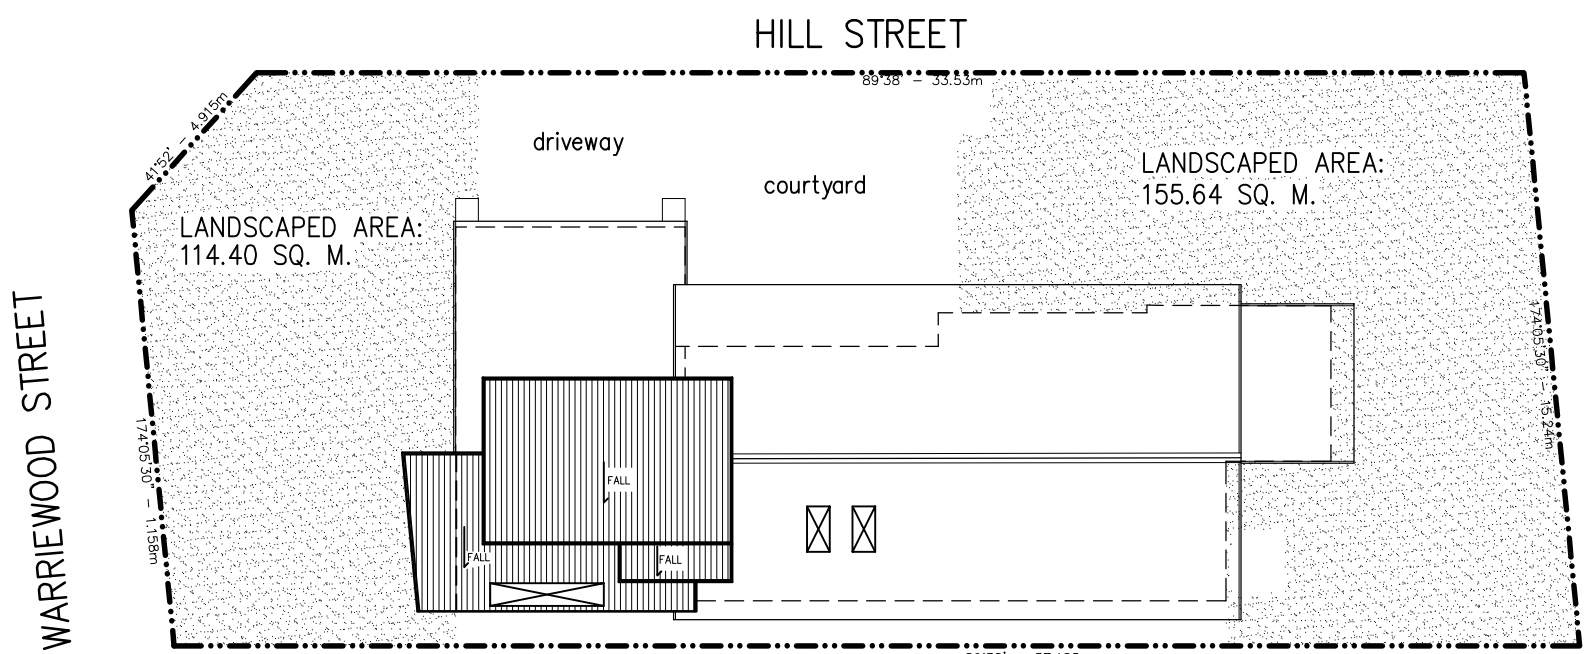 HILL STREET
89°38' - 33.53m
41°52' - 4.915m
driveway
courtyard
LANDSCAPED AREA:
155.64 SQ. M.
LANDSCAPED AREA:
114.40 SQ. M.
WARRIEWOOD STREET
174°05'30" - 1.158m
174°05'30" - 15.24m
FALL
FALL
FALL